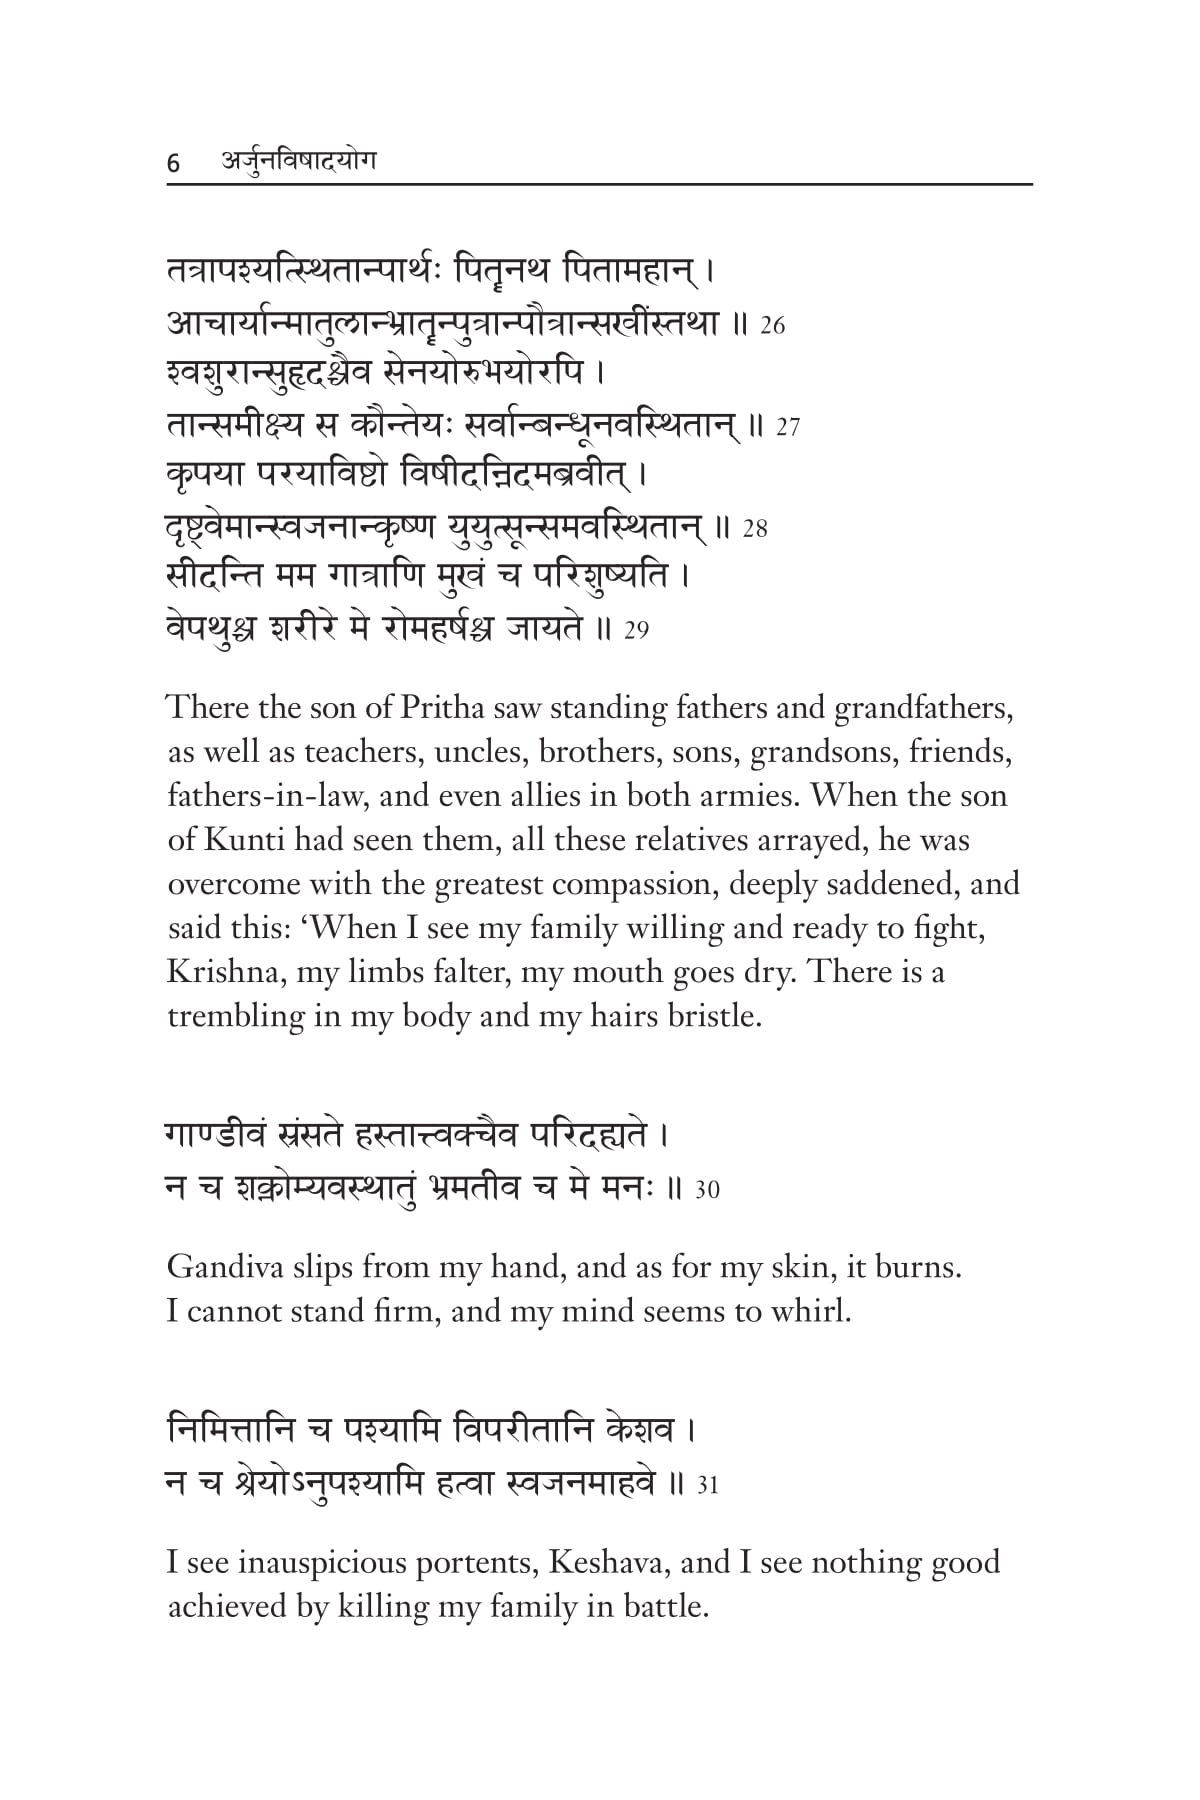 6 अर्जुनविषादयोग
तत्रापश्यत्स्थितान्पार्थः पितॄनथ पितामहान् ।
आचार्यान्मातुलान्भ्रातॄन्पुत्रान्पौत्रान्सखींस्तथा ॥ 26
श्वशुरान्सुहृदश्चैव सेनयोरुभयोरपि ।
तान्समीक्ष्य स कौन्तेयः सर्वान्बन्धूनवस्थितान् ॥ 27
कृपया परयाविष्टो विषीदन्निदमब्रवीत् ।
दृष्ट्वेमान्स्वजनान्कृष्ण युयुत्सून्समवस्थितान् ॥ 28
सीदन्ति मम गात्राणि मुखं च परिशुष्यति ।
वेपथुश्च शरीरे मे रोमहर्षश्च जायते ॥ 29
There the son of Pritha saw standing fathers and grandfathers,
as well as teachers, uncles, brothers, sons, grandsons, friends,
fathers-in-law, and even allies in both armies. When the son
of Kunti had seen them, all these relatives arrayed, he was
overcome with the greatest compassion, deeply saddened, and
said this: ‘When I see my family willing and ready to fight,
Krishna, my limbs falter, my mouth goes dry. There is a
trembling in my body and my hairs bristle.
गाण्डीवं स्रंसते हस्तात्त्वक्चैव परिदह्यते ।
न च शक्नोम्यवस्थातुं भ्रमतीव च मे मनः ॥ 30
Gandiva slips from my hand, and as for my skin, it burns.
I cannot stand firm, and my mind seems to whirl.
निमित्तानि च पश्यामि विपरीतानि केशव ।
न च श्रेयोऽनुपश्यामि हत्वा स्वजनमाहवे ॥ 31
I see inauspicious portents, Keshava, and I see nothing good
achieved by killing my family in battle.